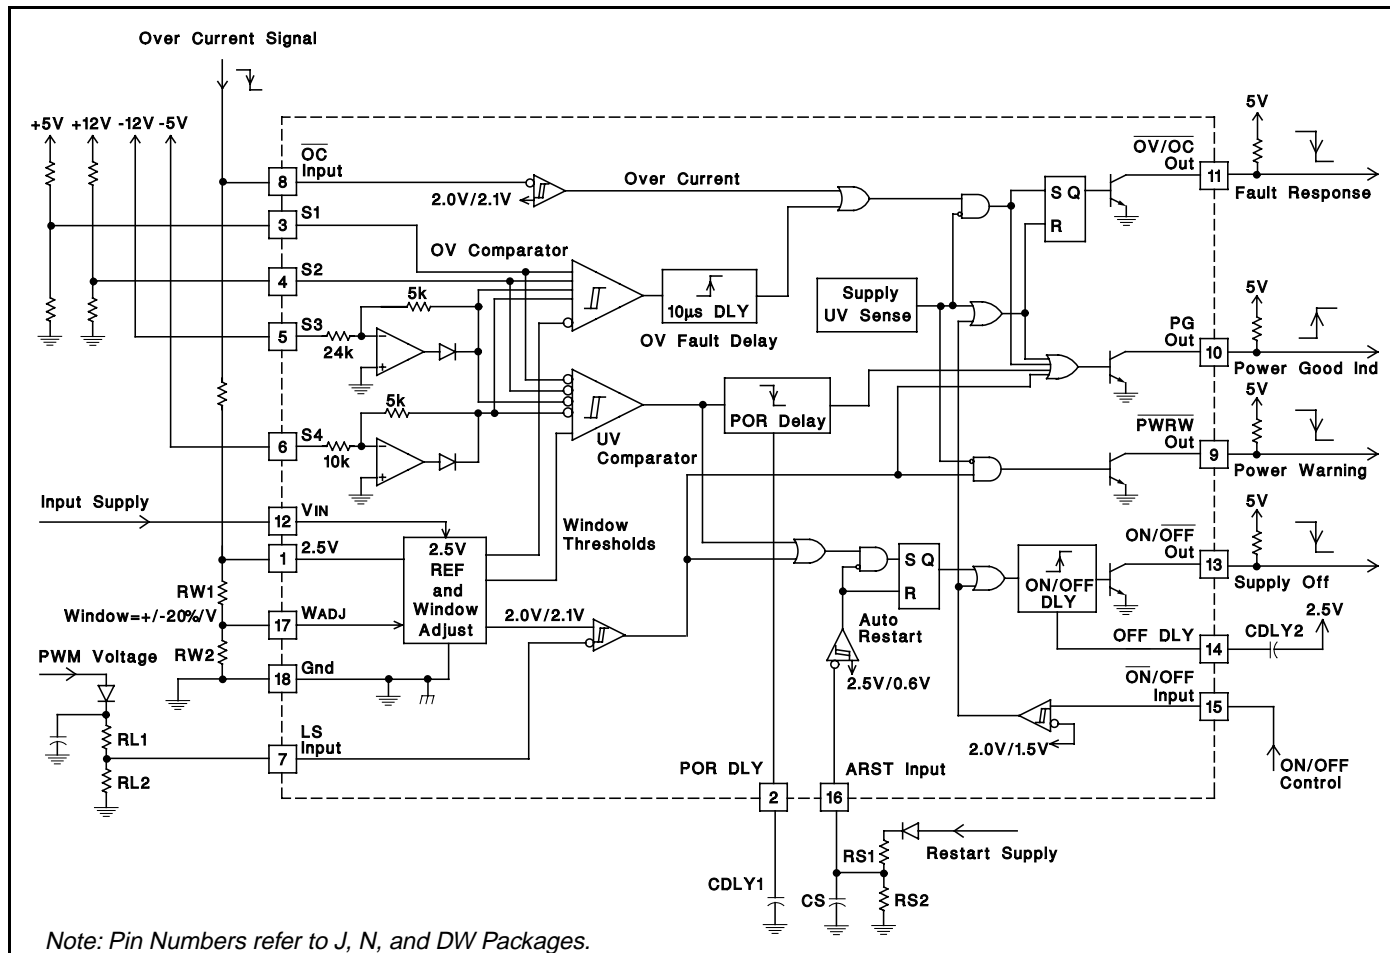 Over Current Signal
+5V +12V -12V -5V
OC
Input
8
2.0V/2.1V
Over Current
S Q
R
OV/OC
Out
11
5V
Fault Response
S1
3
OV Comparator
S2
4
5k
10µs DLY
OV Fault Delay
Supply
UV Sense
S3
5
24k
5V
PG
Out
10
Power Good Ind
5k
S4
6
10k
UV
Comparator
POR Delay
5V
PWRW
Out
9
Power Warning
Input Supply
VIN
12
2.5V
1
2.5V
REF
and
Window
Adjust
Window
Thresholds
S Q
R
ON/OFF
DLY
5V
ON/OFF
Out
13
Supply Off
RW1
Window=+/-20%/V
WADJ
17
2.0V/2.1V
Auto
Restart
2.5V/0.6V
OFF DLY
14
CDLY2
2.5V
RW2
PWM Voltage
Gnd
18
ON/OFF
Input
15
2.0V/1.5V
RL1
LS
Input
7
RL2
POR DLY
2
ARST Input
16
ON/OFF
Control
RS1
Restart Supply
CDLY1
CS
RS2
Note: Pin Numbers refer to J, N, and DW Packages.